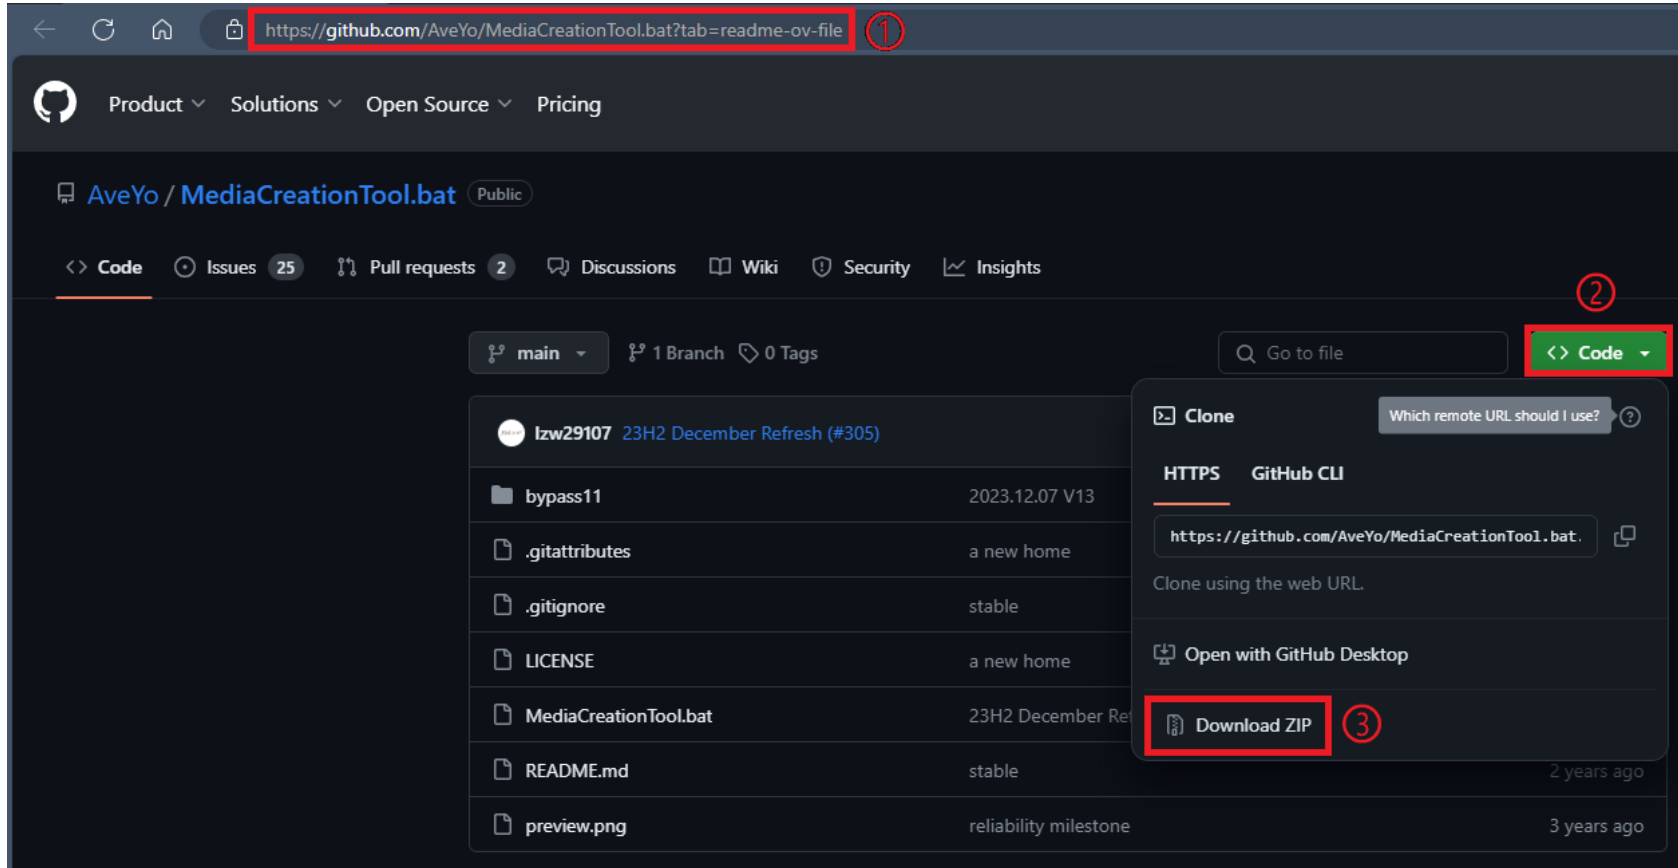 https://github.com/AveYo/MediaCreationTool.bat?tab=readme-ov-file ①
Product Solutions Open Source Pricing
AveYo / MediaCreationTool.bat Public
Code Issues 25 Pull requests 2 Discussions Wiki Security Insights
②
main 1 Branch 0 Tags Go to file Code
Clone Which remote URL should I use?
lzw29107 23H2 December Refresh (#305)
HTTPS GitHub CLI
bypass11 2023.12.07 V13
https://github.com/AveYo/MediaCreationTool.bat.
.gitattributes a new home
Clone using the web URL.
.gitignore stable
Open with GitHub Desktop
LICENSE a new home
MediaCreationTool.bat 23H2 December Ref
Download ZIP ③
README.md stable 2 years ago
preview.png reliability milestone 3 years ago